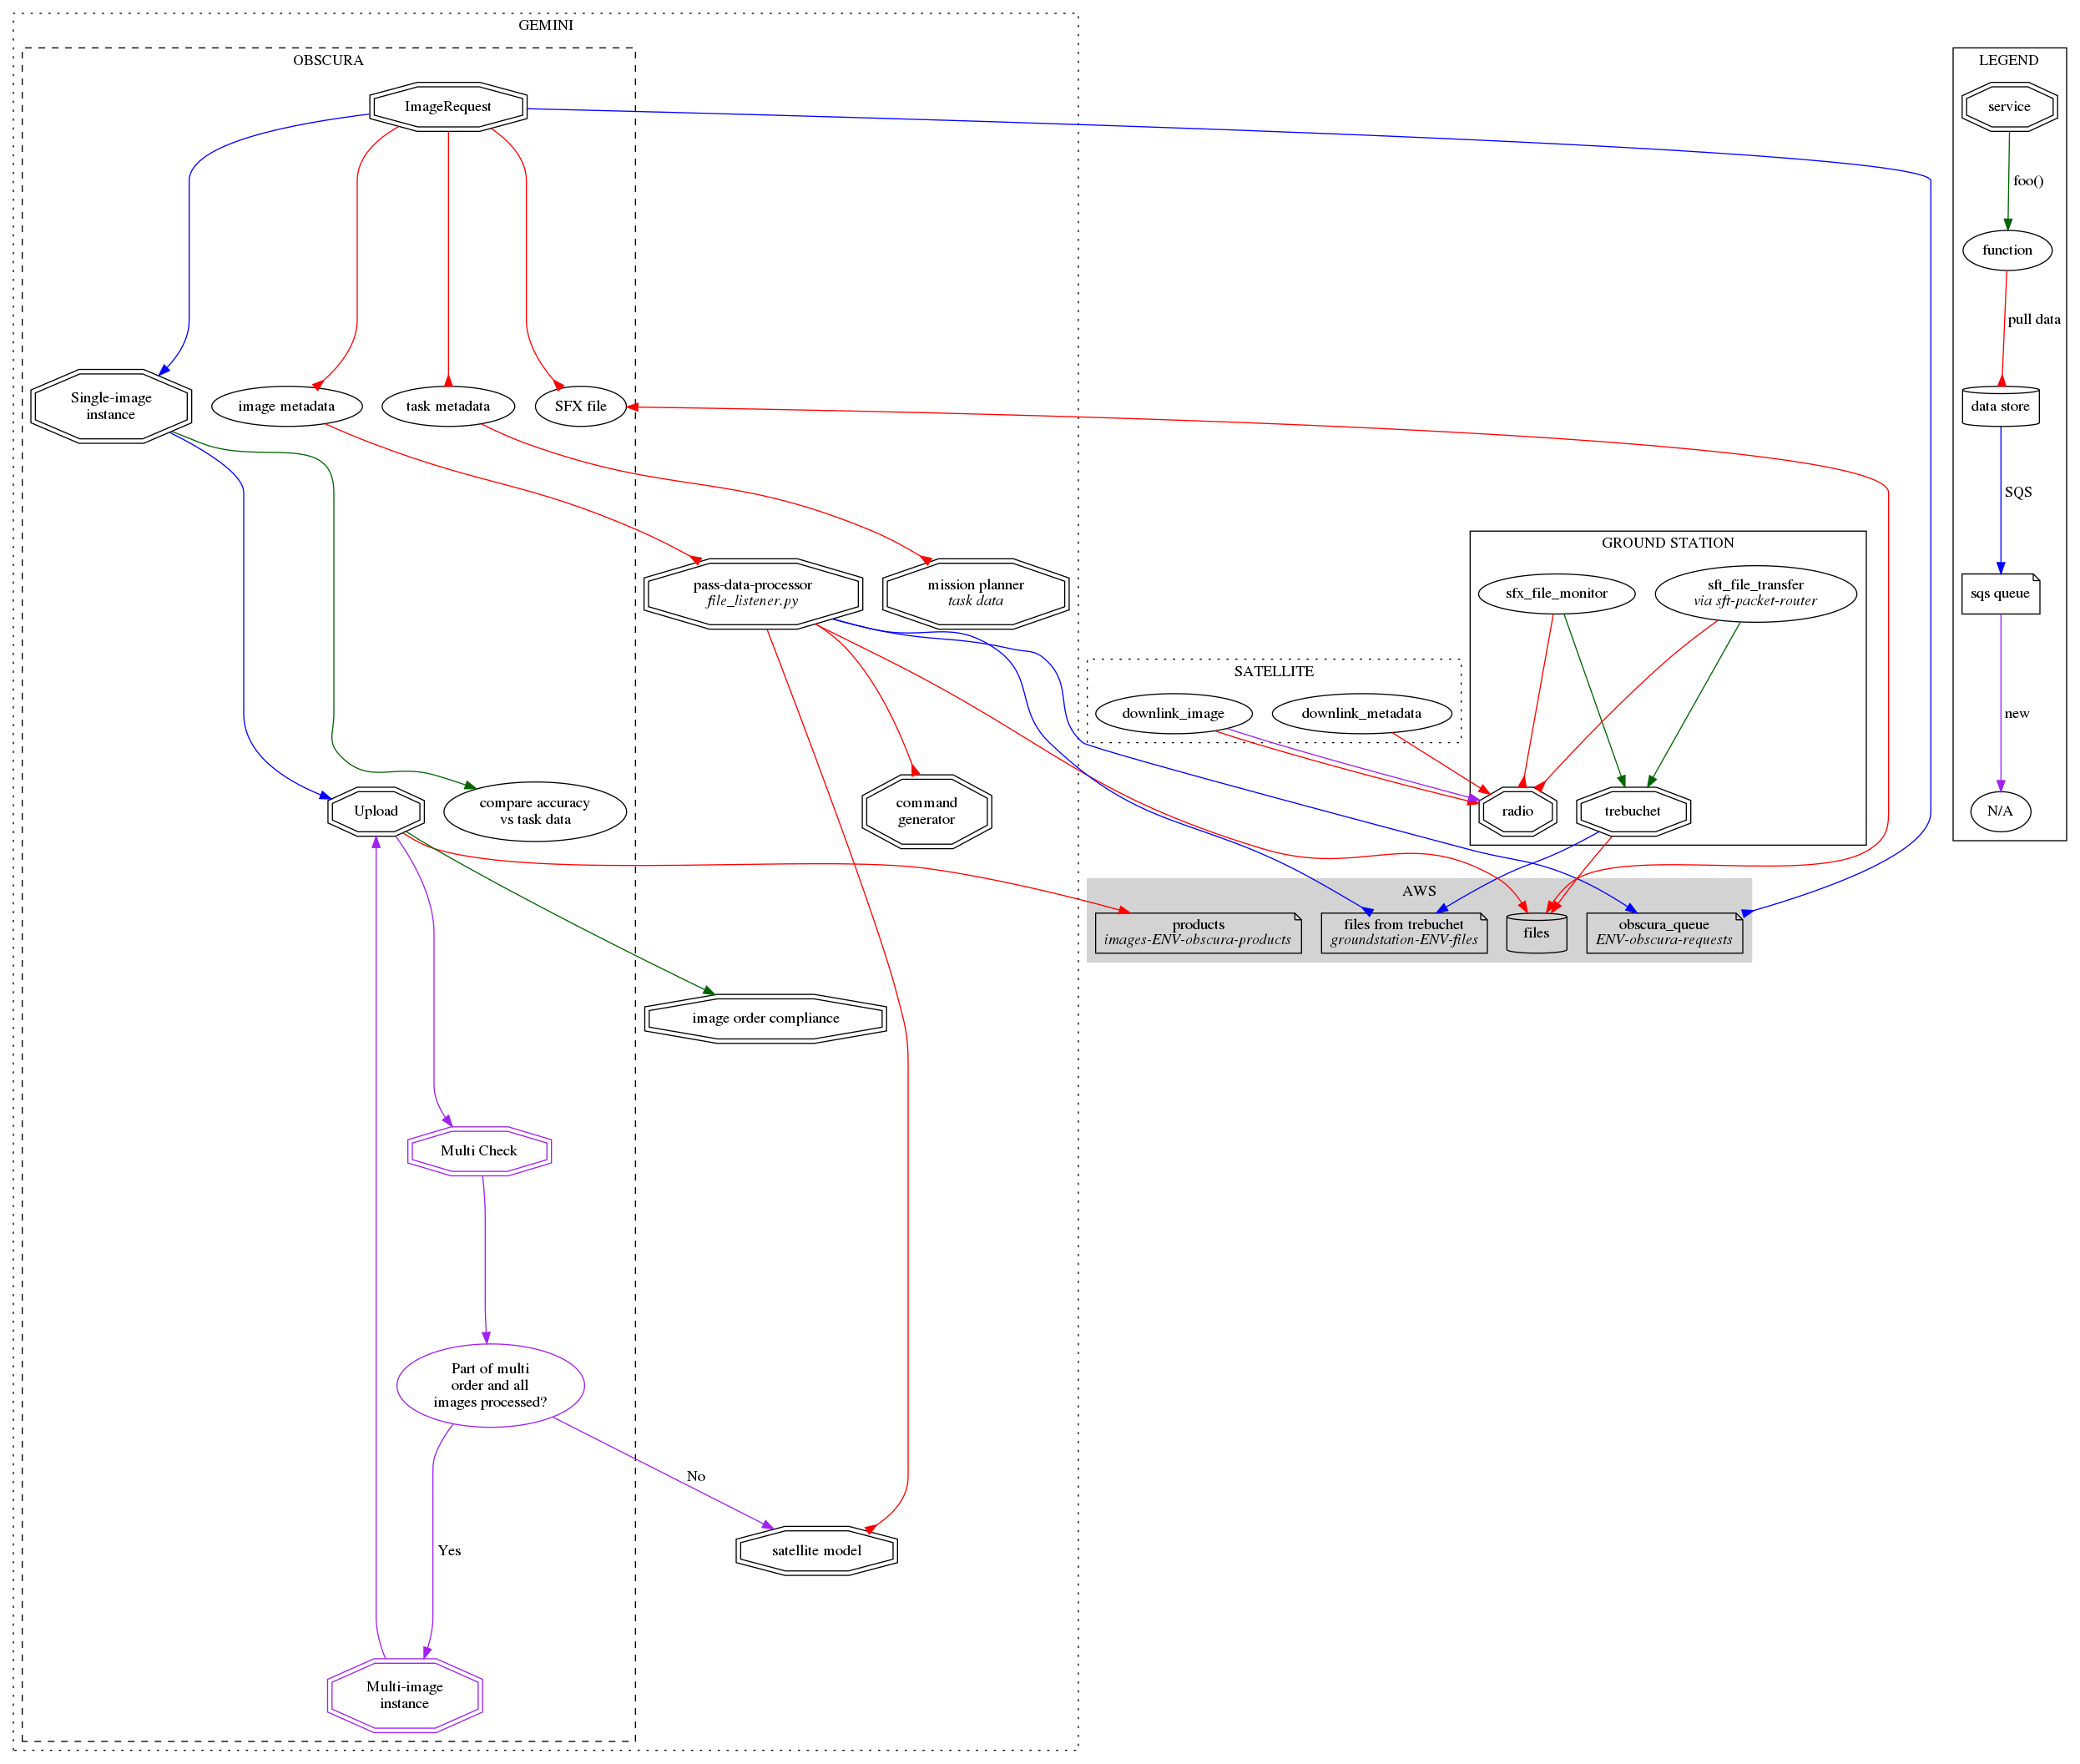 GEMINI
OBSCURA
ImageRequest
Single-image
instance
image metadata
task metadata
SFX file
pass-data-processor
file_listener.py
mission planner
task data
Upload
compare accuracy
vs task data
command
generator
image order compliance
Multi Check
Part of multi
order and all
images processed?
No
Yes
satellite model
Multi-image
instance
SATELLITE
downlink_image
downlink_metadata
GROUND STATION
sfx_file_monitor
sft_file_transfer
via sft-packet-router
radio
trebuchet
AWS
products
images-ENV-obscura-products
files from trebuchet
groundstation-ENV-files
files
obscura_queue
ENV-obscura-requests
LEGEND
service
foo()
function
pull data
data store
SQS
sqs queue
new
N/A